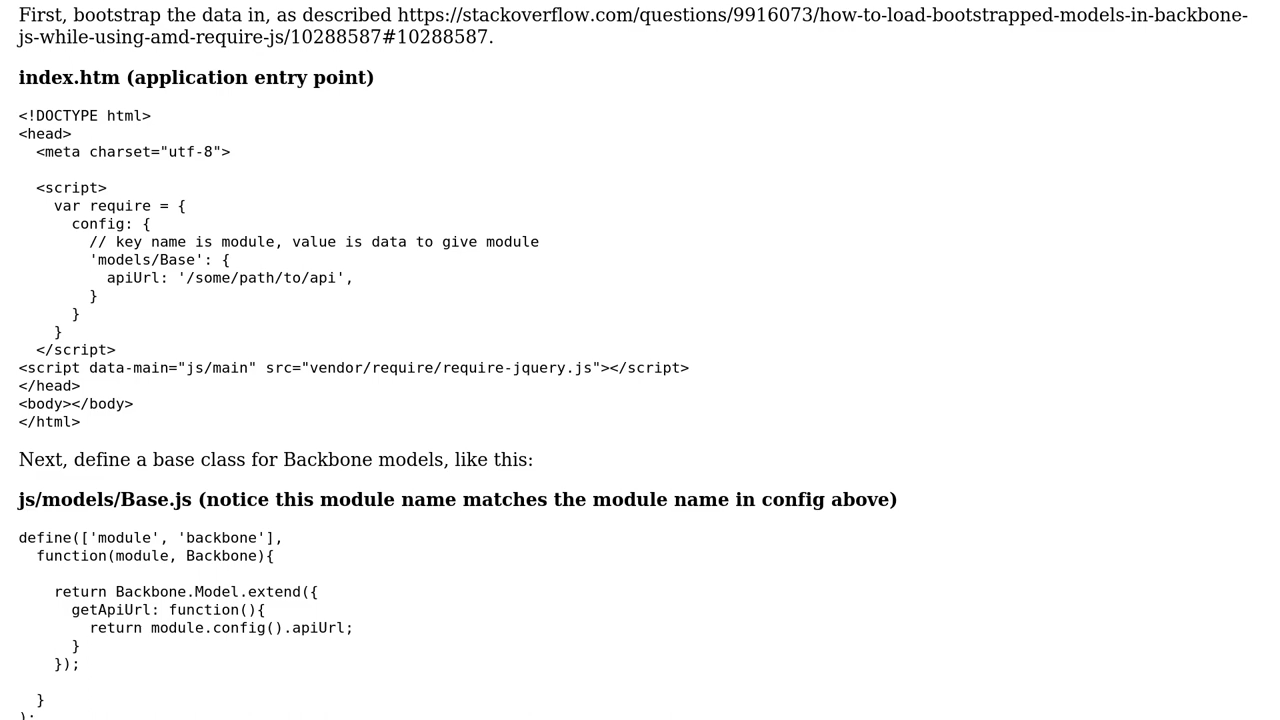 First, bootstrap the data in, as described https://stackoverflow.com/questions/9916073/how-to-load-bootstrapped-models-in-backbone-
js-while-using-amd-require-js/10288587#10288587.
index.htm (application entry point)
<!DOCTYPE html>
<head>
  <meta charset="utf-8">

  <script>
    var require = {
      config: {
        // key name is module, value is data to give module
        'models/Base': {
          apiUrl: '/some/path/to/api',
        }
      }
    }
  </script>
<script data-main="js/main" src="vendor/require/require-jquery.js"></script>
</head>
<body></body>
</html>
Next, define a base class for Backbone models, like this:
js/models/Base.js (notice this module name matches the module name in config above)
define(['module', 'backbone'],
  function(module, Backbone){

    return Backbone.Model.extend({
      getApiUrl: function(){
        return module.config().apiUrl;
      }
    });

  }
);